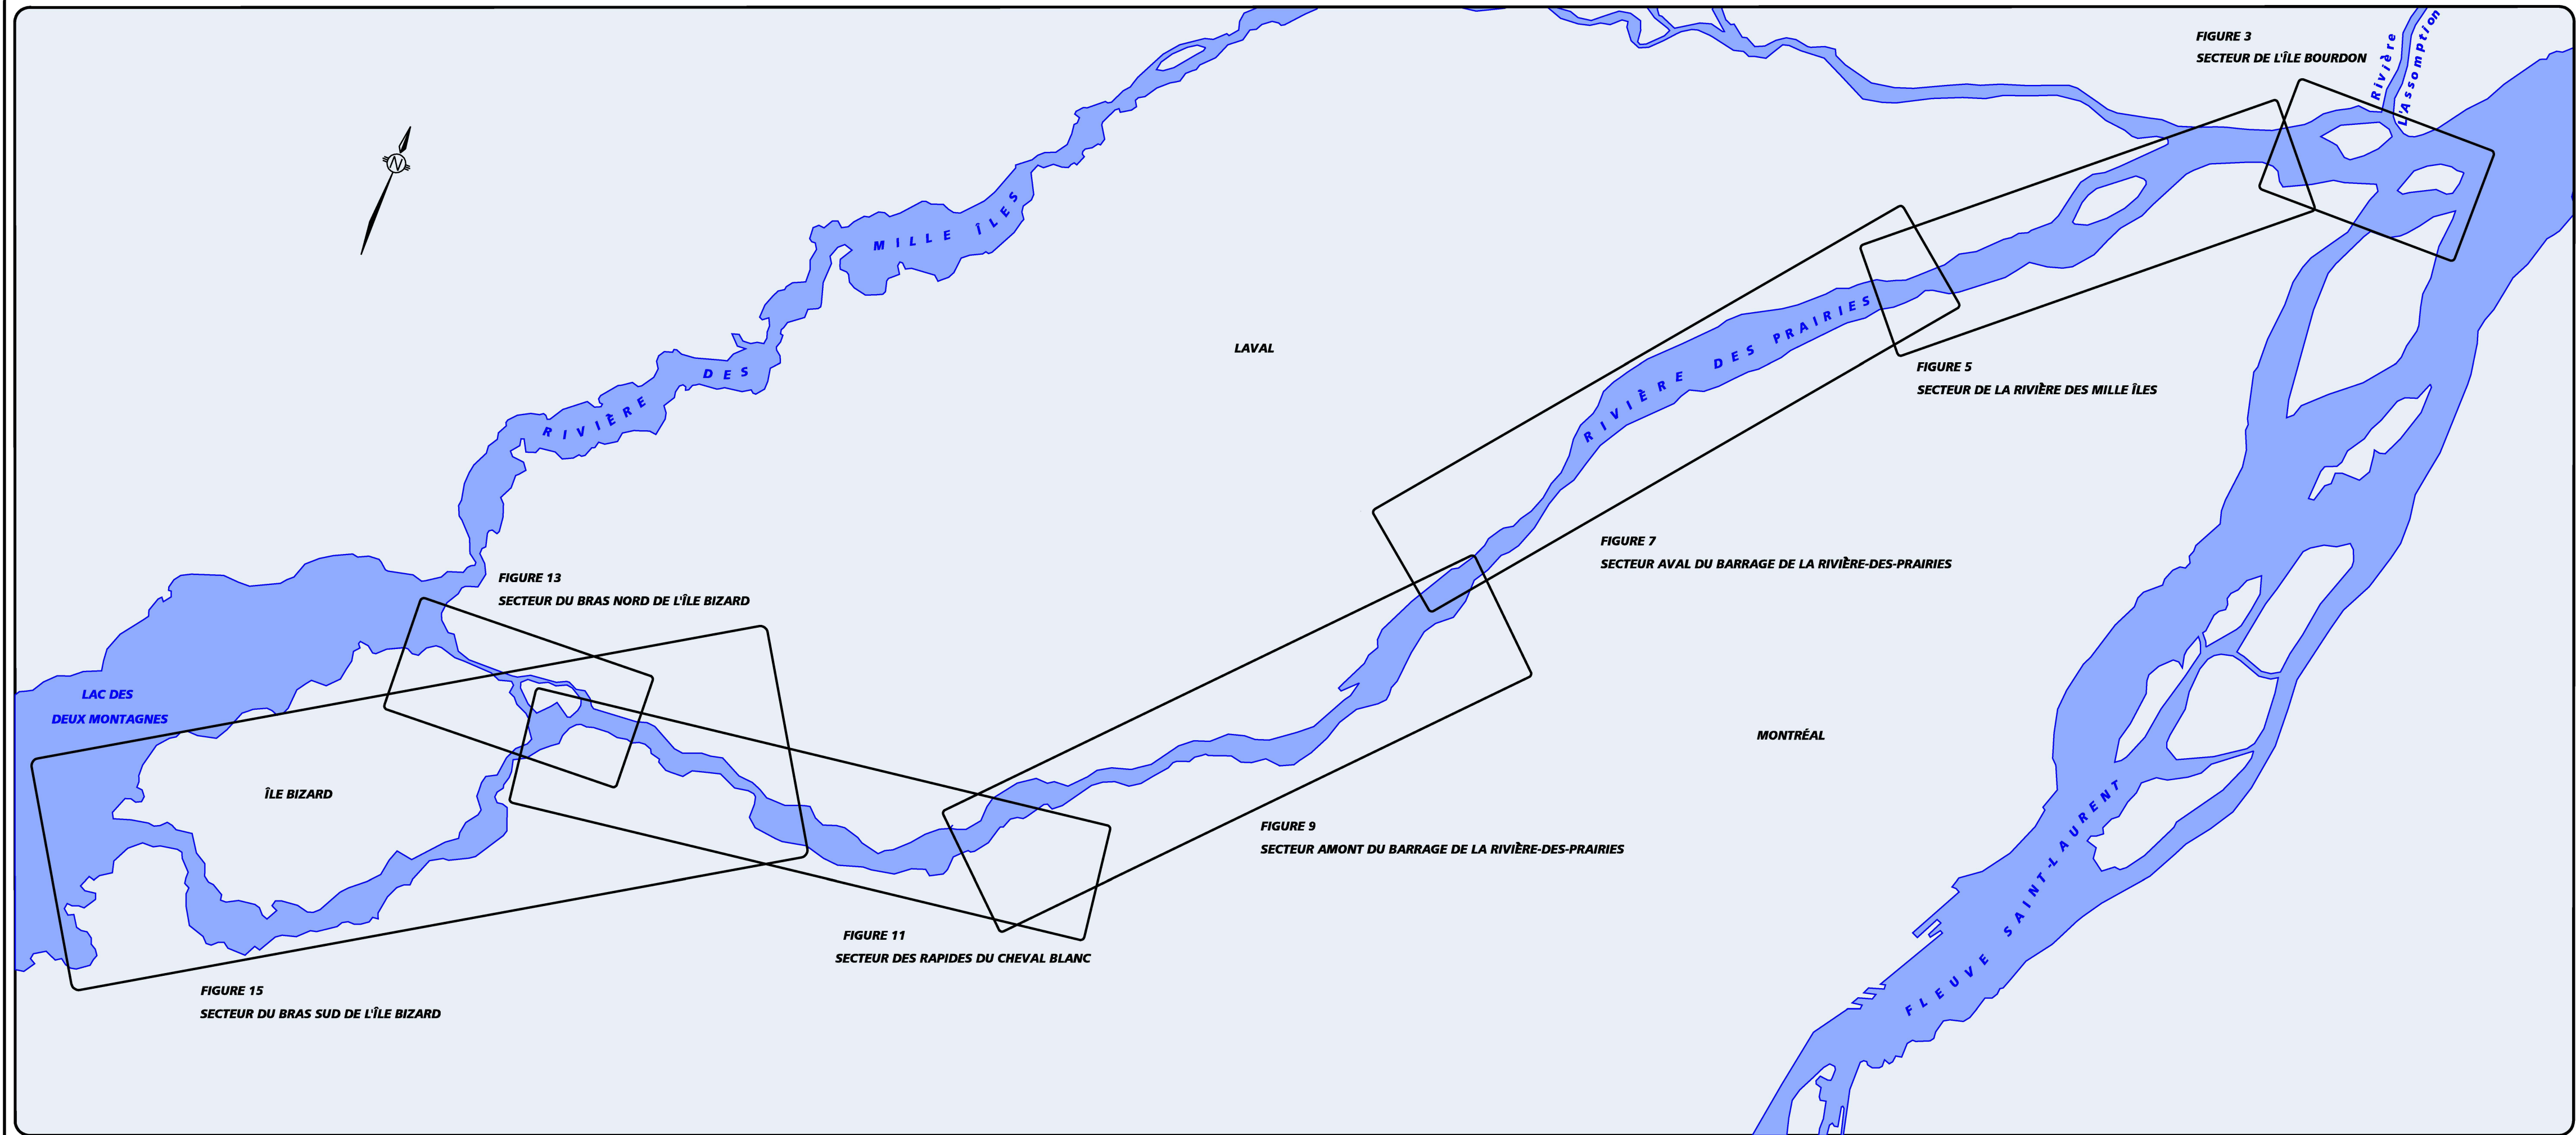 FIGURE 3
SECTEUR DE L'ÎLE BOURDON
Rivière
L'Assomption
N
MILLE ÎLES
DES
RIVIÈRE
LAVAL
RIVIÈRE DES PRAIRIES
FIGURE 5
SECTEUR DE LA RIVIÈRE DES MILLE ÎLES
FIGURE 7
SECTEUR AVAL DU BARRAGE DE LA RIVIÈRE-DES-PRAIRIES
FIGURE 13
SECTEUR DU BRAS NORD DE L'ÎLE BIZARD
LAC DES
DEUX MONTAGNES
MONTRÉAL
ÎLE BIZARD
FIGURE 9
SECTEUR AMONT DU BARRAGE DE LA RIVIÈRE-DES-PRAIRIES
FLEUVE SAINT-LAURENT
FIGURE 11
SECTEUR DES RAPIDES DU CHEVAL BLANC
FIGURE 15
SECTEUR DU BRAS SUD DE L'ÎLE BIZARD